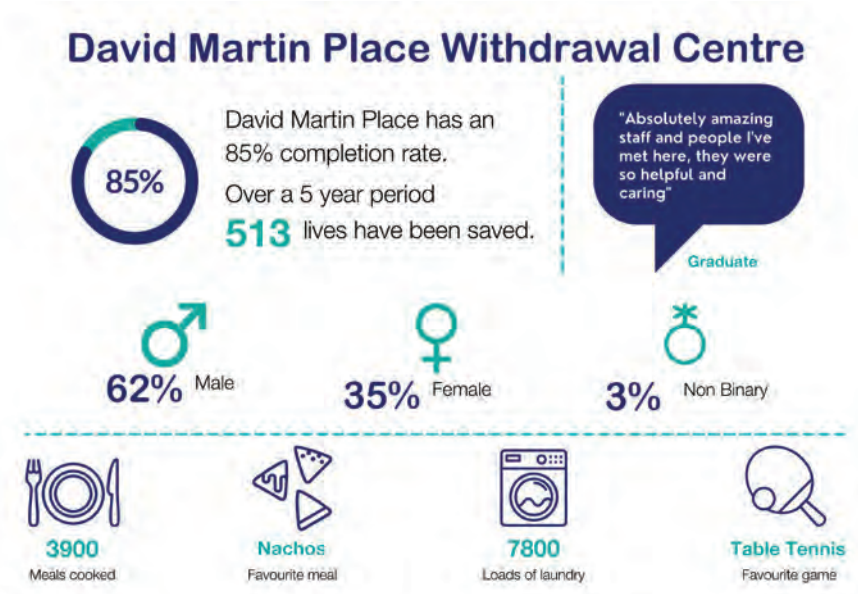 David Martin Place Withdrawal Centre
85%
David Martin Place has an
85% completion rate.
Over a 5 year period
513 lives have been saved.
"Absolutely amazing
staff and people I've
met here, they were
so helpful and
caring"
Graduate
62% Male
35% Female
3% Non Binary
3900
Meals cooked
Nachos
Favourite meal
7800
Loads of laundry
Table Tennis
Favourite game